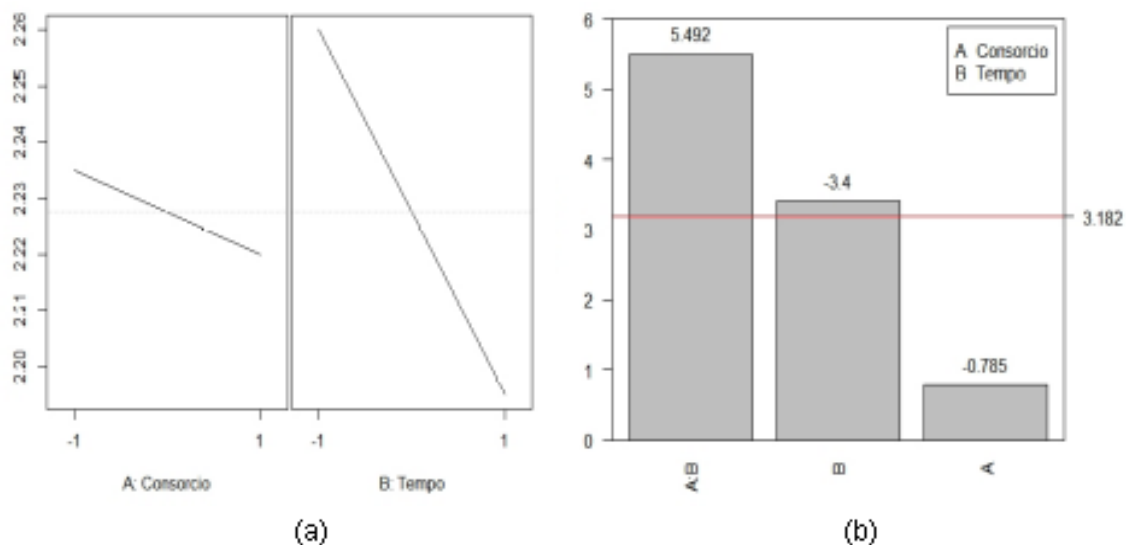 2.26
2.25
2.24
2.23
2.22
2.21
2.20
-1 1
A: Consorcio
-1 1
B: Tempo
(a)
6
5
4
3
2
1
0
5.492
-3.4
-0.785
A Consorcio
B Tempo
3.182
A:B
B
A
(b)